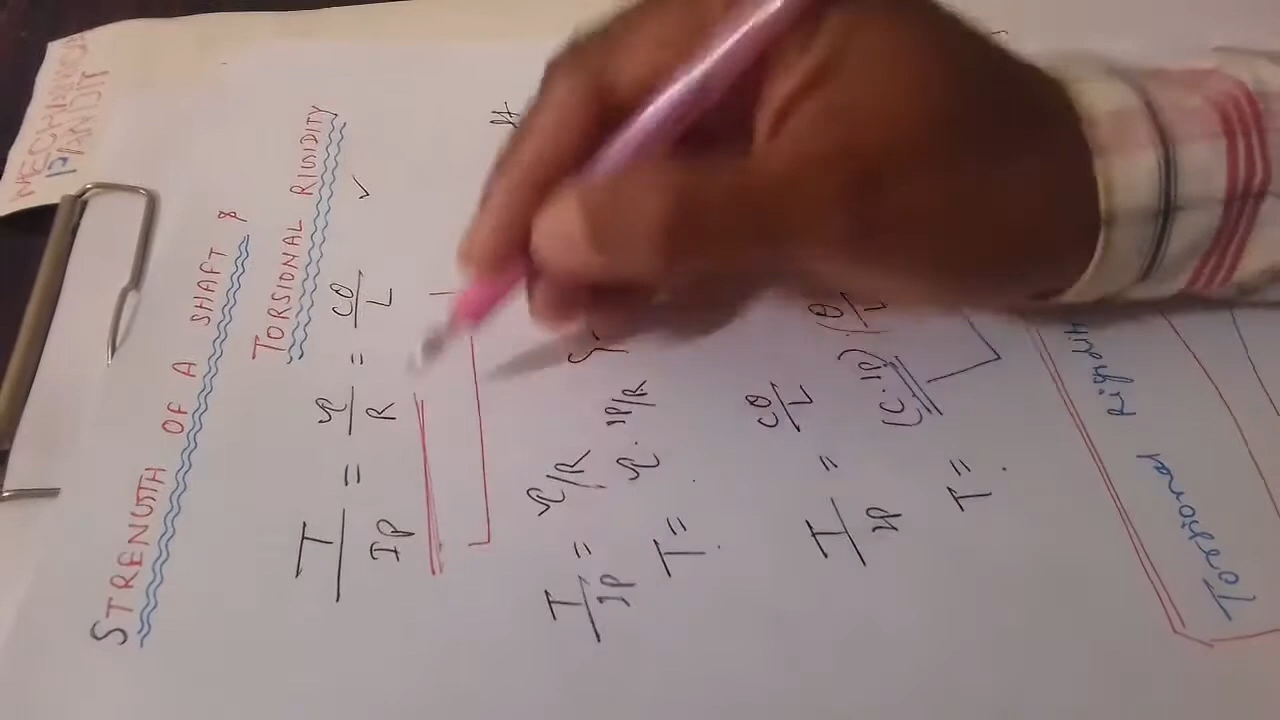 MECHANICAL
PANDIT
STRENGTH OF A SHAFT &
TORSIONAL RIGIDITY
T/IP = τ/R = Cθ/L ✓
T/IP = τ/R
T = τ · IP/R
T/IP = Cθ/L
T = (C·IP)(θ/L
Torsional Rigidity